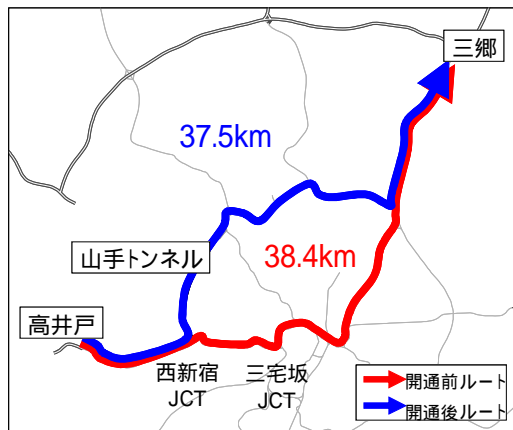 三郷
37.5km
山手トンネル
38.4km
高井戸
西新宿
JCT
三宅坂
JCT
開通前ルート
開通後ルート